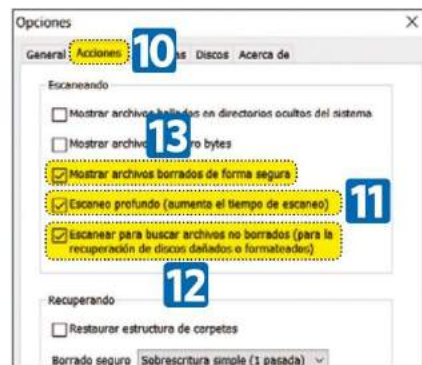 Opciones
General Acciones 10 as Discos Acerca de
Escaneando
Mostrar archivos hallados en directorios ocultos del sistema
Mostrar archivos 13 ro bytes
Mostrar archivos borrados de forma segura
Escaneo profundo (aumenta el tiempo de escaneo) 11
Escanear para buscar archivos no borrados (para la
recuperación de discos dañados o formateados)
12
Recuperando
Restaurar estructura de carpetas
Borrado seguro Sobrescritura simple (1 pasada)